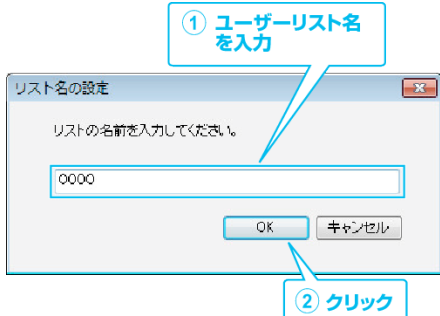 ① ユーザーリスト名
を入力
リスト名の設定
リストの名前を入力してください。
○○○○
OK キャンセル
② クリック